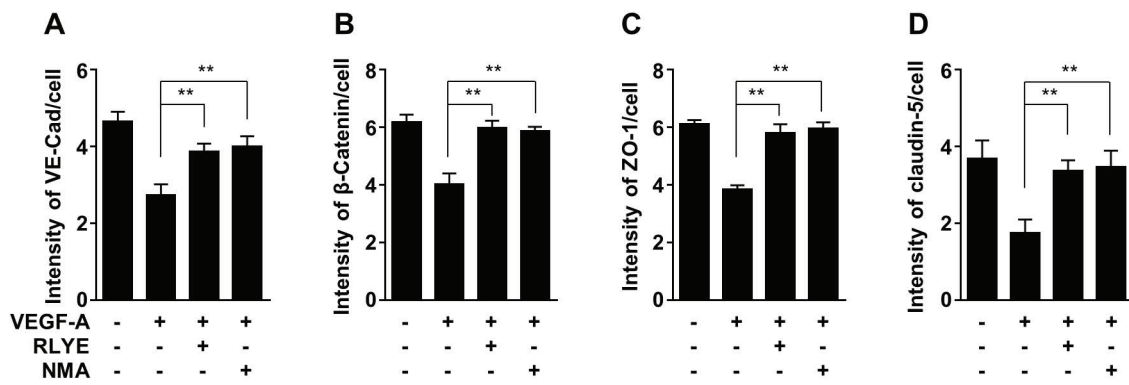 A B C D
Intensity of VE-Cad/cell
6
4
2
0
** **
Intensity of β-Catenin/cell
8
6
4
2
0
** **
Intensity of ZO-1/cell
8
6
4
2
0
** **
Intensity of claudin-5/cell
6
4
2
0
** **
VEGF-A - + + + - + + + - + + + - + + +
RLYE - - + - - - + - - - + - - - + -
NMA - - - + - - - + - - - + - - - +